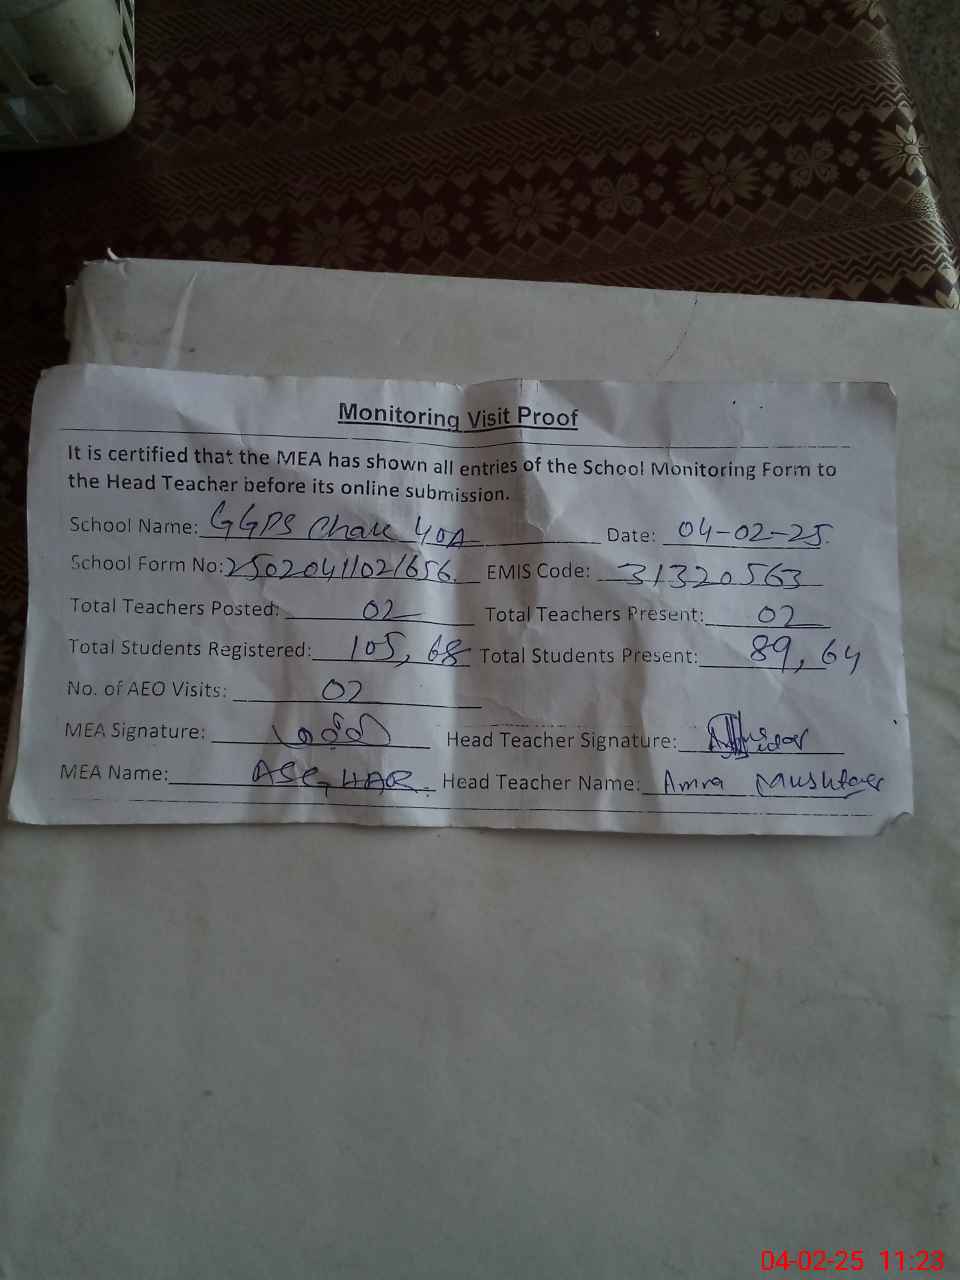 Monitoring Visit Proof
It is certified that the MEA has shown all entries of the School Monitoring Form to
the Head Teacher before its online submission.
School Name: GGPS Chak 40A Date: 04-02-25.
School Form No: 25020411021656. EMIS Code: 31320563
Total Teachers Posted: 02 Total Teachers Present: 02
Total Students Registered: 105, 68 Total Students Present: 89, 64
No. of AEO Visits: 02
MEA Signature: Head Teacher Signature:
MEA Name: ASGHAR. Head Teacher Name: Amra Mushtaq
04-02-25 11:23